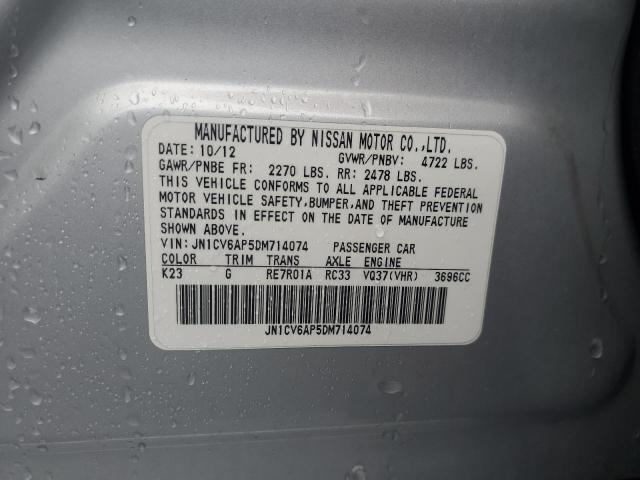 MANUFACTURED BY NISSAN MOTOR CO.,LTD.
DATE: 10/12 GVWR/PNBV: 4722 LBS.
GAWR/PNBE FR: 2270 LBS. RR: 2478 LBS.
THIS VEHICLE CONFORMS TO ALL APPLICABLE FEDERAL
MOTOR VEHICLE SAFETY,BUMPER,AND THEFT PREVENTION
STANDARDS IN EFFECT ON THE DATE OF MANUFACTURE
SHOWN ABOVE.
VIN: JN1CV6AP5DM714074 PASSENGER CAR
COLOR TRIM TRANS AXLE ENGINE
K23 G RE7R01A RC33 VQ37(VHR) 3696CC
JN1CV6AP5DM714074